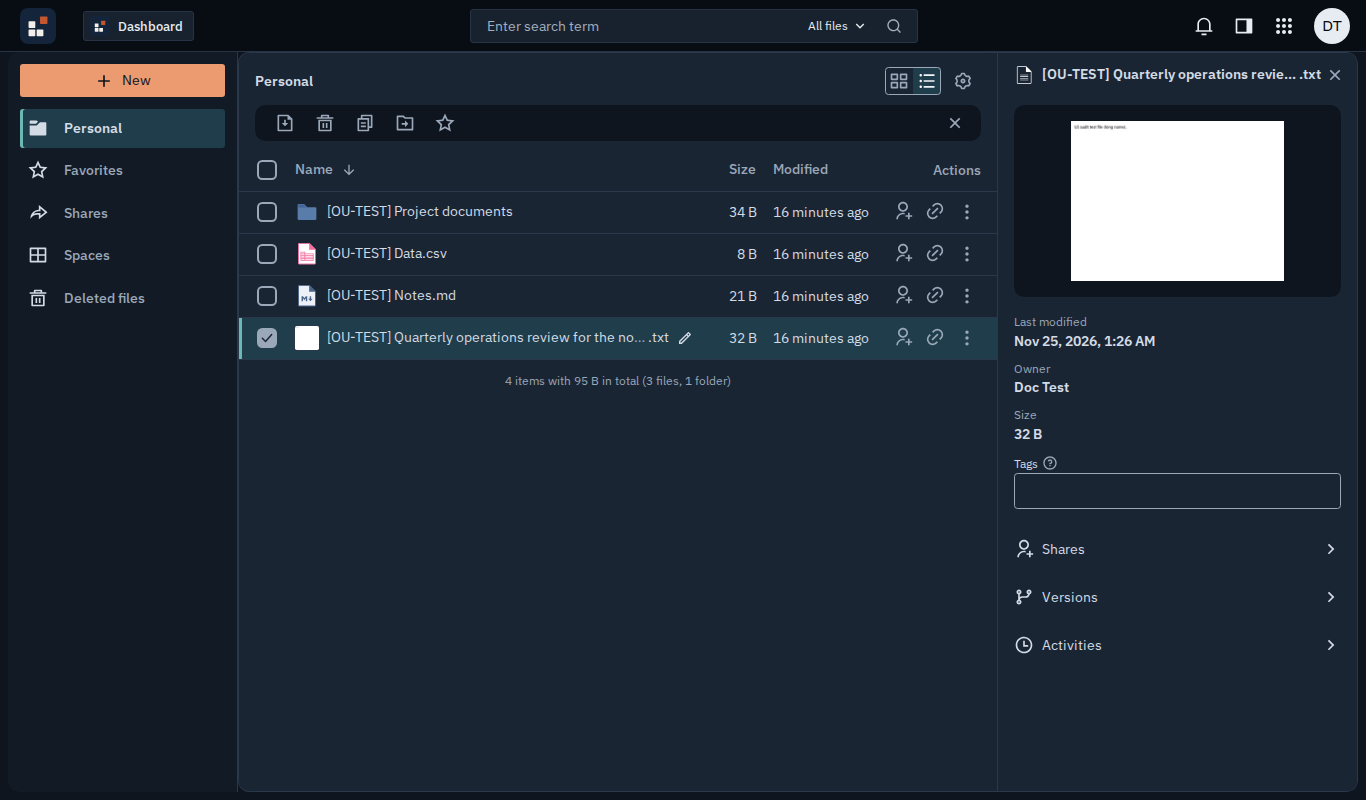 Dashboard
Enter search term
All files
DT
New
Personal
Favorites
Shares
Spaces
Deleted files
Personal
Name
Size
Modified
Actions
[OU-TEST] Project documents
34 B
16 minutes ago
[OU-TEST] Data.csv
8 B
16 minutes ago
[OU-TEST] Notes.md
21 B
16 minutes ago
[OU-TEST] Quarterly operations review for the no... .txt
32 B
16 minutes ago
4 items with 95 B in total (3 files, 1 folder)
[OU-TEST] Quarterly operations revie... .txt
Last modified
Nov 25, 2026, 1:26 AM
Owner
Doc Test
Size
32 B
Tags
Shares
Versions
Activities